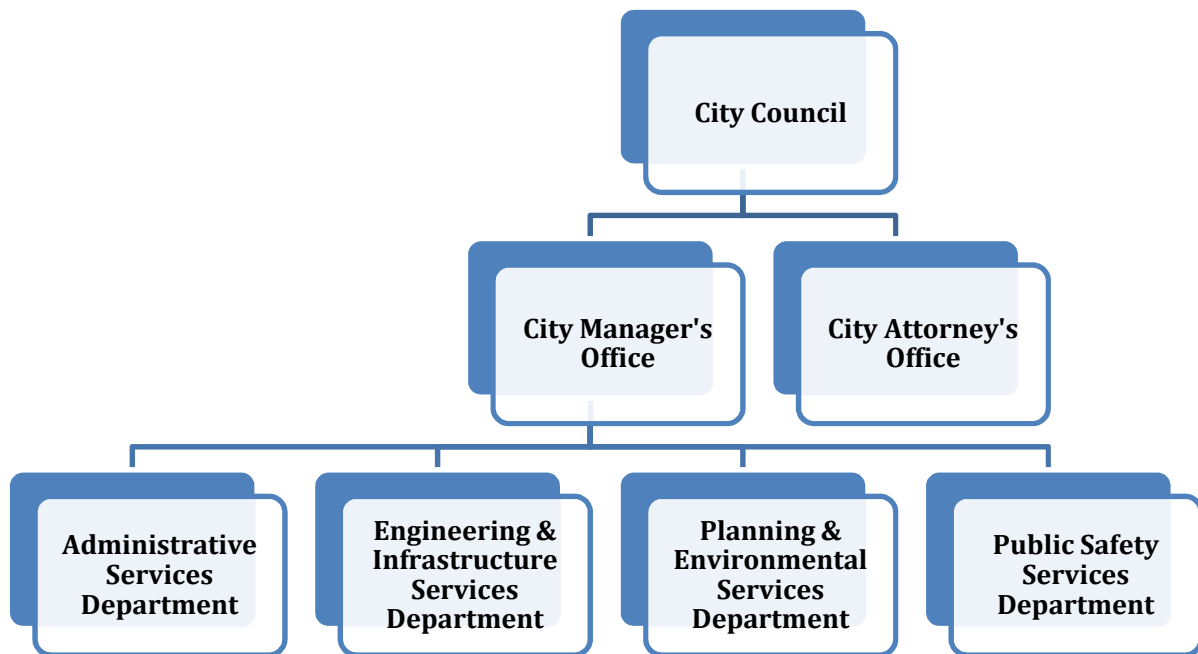 City Council
City Manager's
Office
City Attorney's
Office
Administrative
Services
Department
Engineering &
Infrastructure
Services
Department
Planning &
Environmental
Services
Department
Public Safety
Services
Department